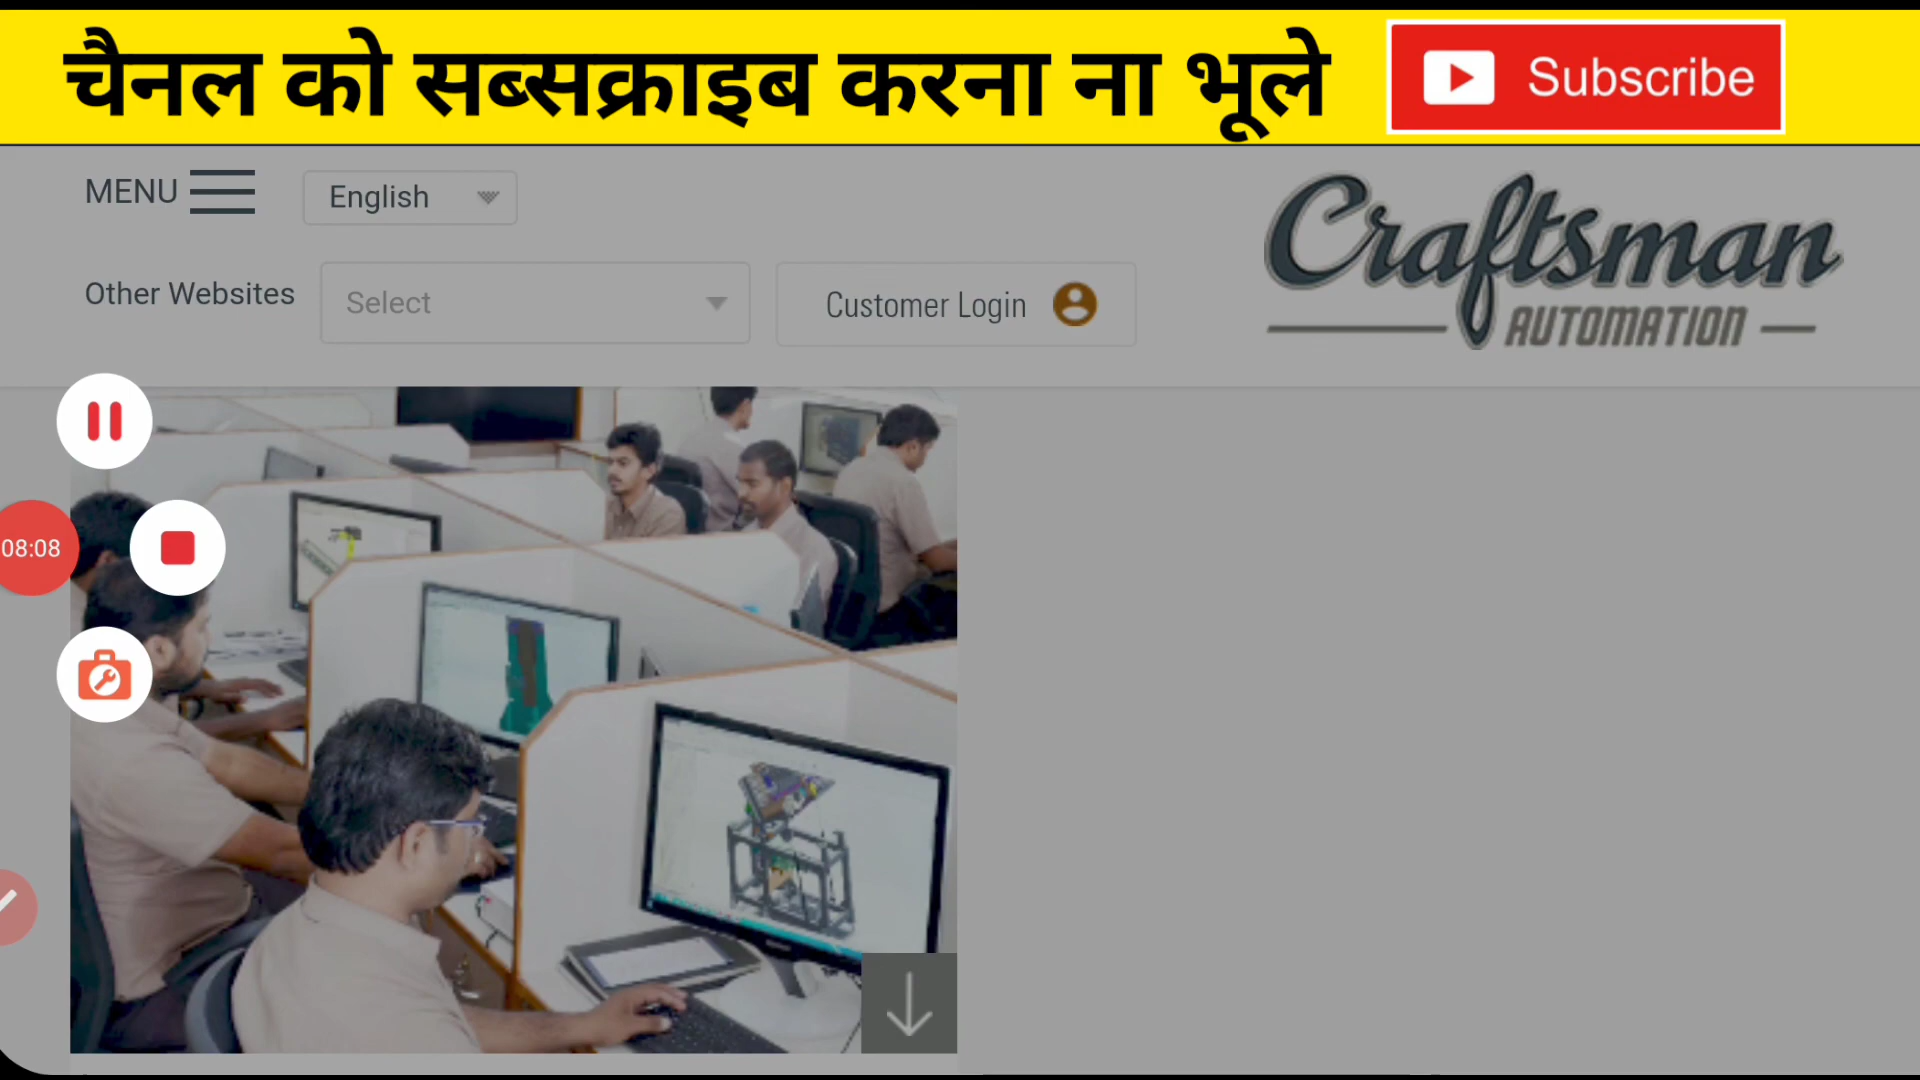 चैनल को सब्सक्राइब करना ना भूले
Subscribe
MENU
English
Other Websites
Select
Customer Login
Craftsman
AUTOMATION
08:08